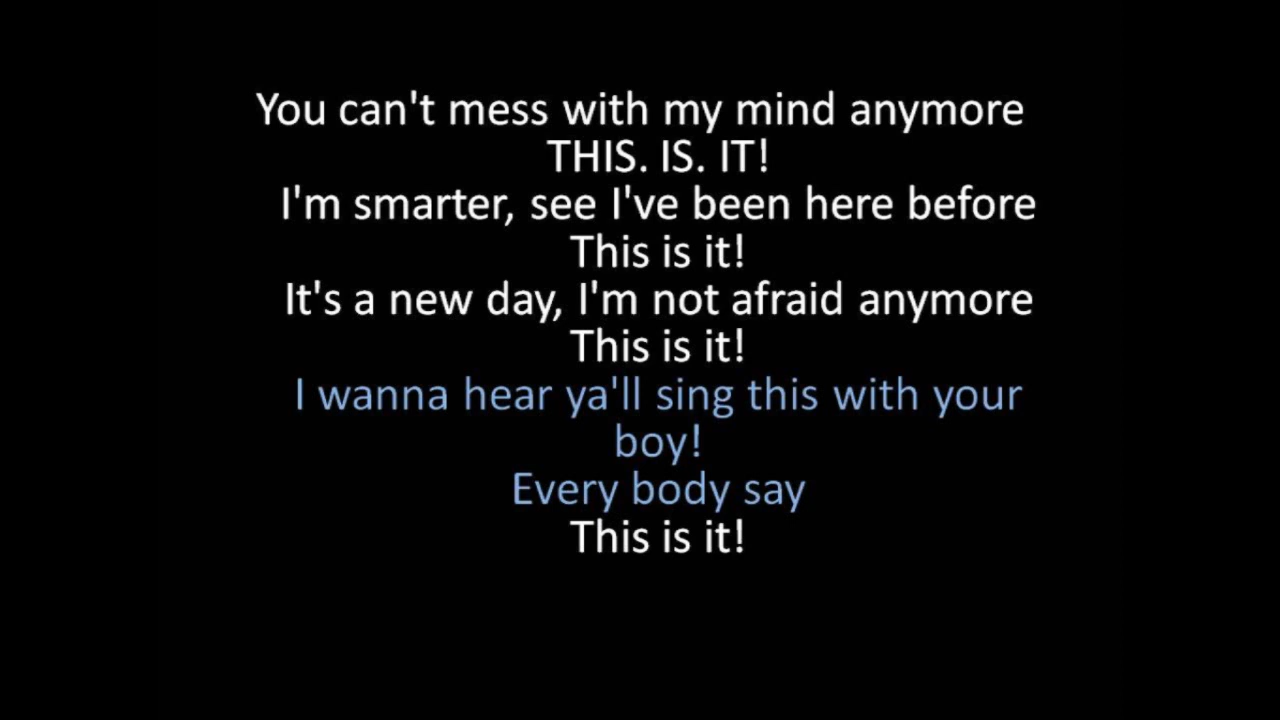 You can't mess with my mind anymore
THIS. IS. IT!
I'm smarter, see I've been here before
This is it!
It's a new day, I'm not afraid anymore
This is it!
I wanna hear ya'll sing this with your
boy!
Every body say
This is it!